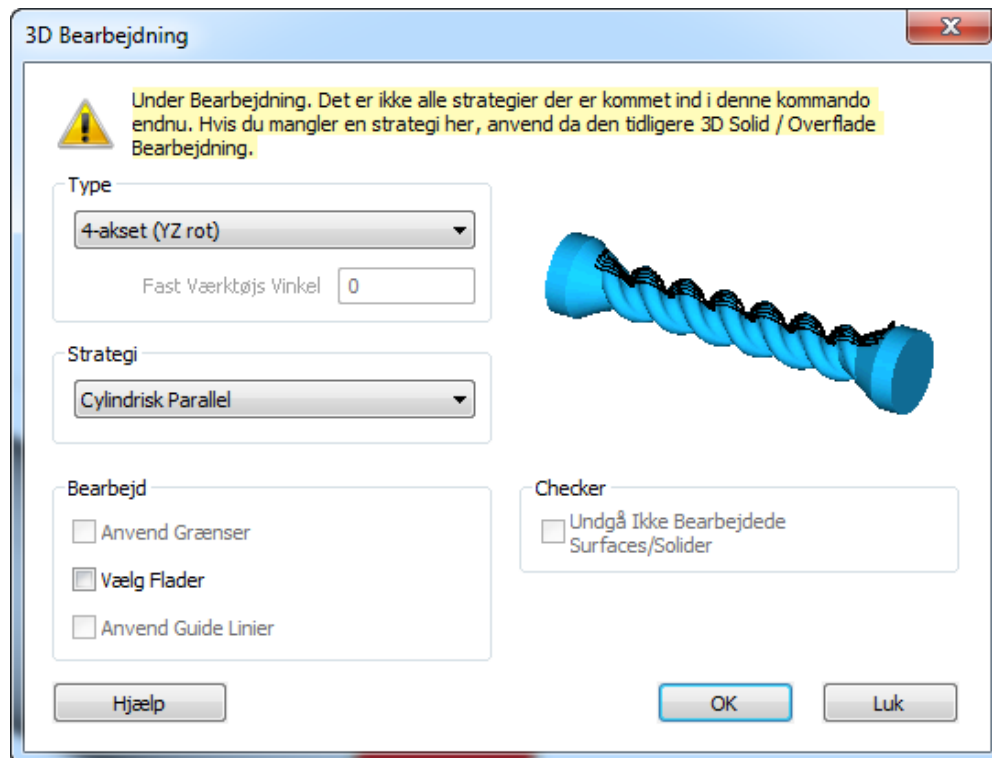 3D Bearbejdning
Under Bearbejdning. Det er ikke alle strategier der er kommet ind i denne kommando
endnu. Hvis du mangler en strategi her, anvend da den tidligere 3D Solid / Overflade
Bearbejdning.
Type
4-akset (YZ rot)
Fast Værktøjs Vinkel 0
Strategi
Cylindrisk Parallel
Bearbejd
Anvend Grænser
Vælg Flader
Anvend Guide Linier
Checker
Undgå Ikke Bearbejdede
Surfaces/Solider
Hjælp
OK
Luk